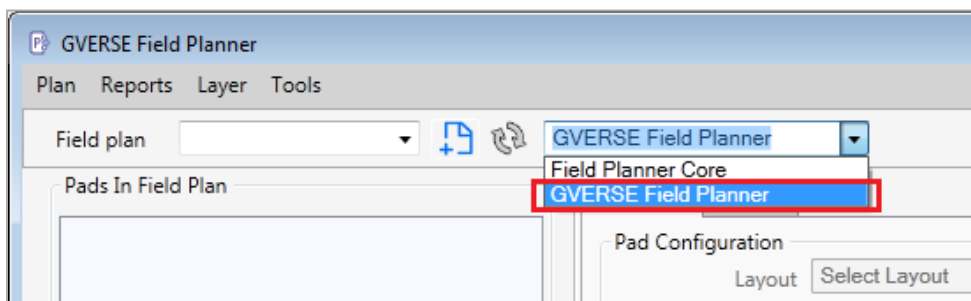 GVERSE Field Planner
Plan Reports Layer Tools
Field plan GVERSE Field Planner
Field Planner Core
GVERSE Field Planner
Pads In Field Plan
Pad Configuration
Layout Select Layout